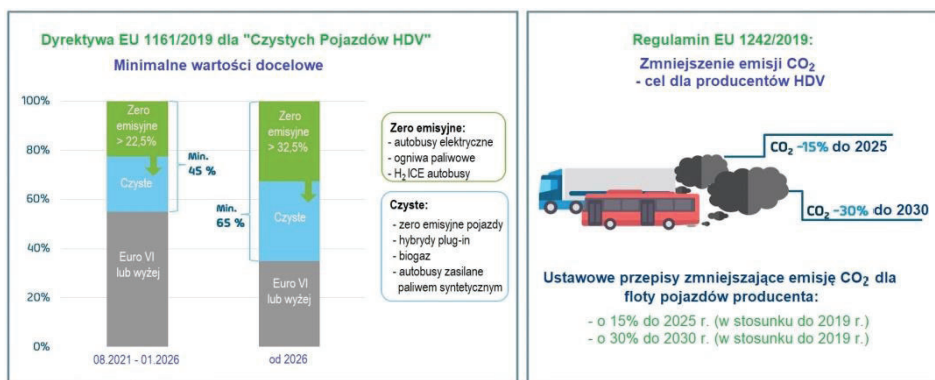 Dyrektywa EU 1161/2019 dla "Czystych Pojazdów HDV"
Minimalne wartości docelowe
100%
80%
60%
40%
20%
0%
Zero
emisyjne
> 22,5%
Czyste
Euro VI
lub wyżej
Min.
45 %
08.2021 - 01.2026
Zero
emisyjne
> 32,5%
Czyste
Euro VI
lub wyżej
Min.
65 %
od 2026
Zero emisyjne:
- autobusy elektryczne
- ogniwa paliwowe
- H₂ ICE autobusy
Czyste:
- zero emisyjne pojazdy
- hybrydy plug-in
- biogaz
- autobusy zasilane
paliwem syntetycznym
Regulamin EU 1242/2019:
Zmniejszenie emisji CO₂
- cel dla producentów HDV
CO₂ -15% do 2025
CO₂ -30% do 2030
Ustawowe przepisy zmniejszające emisję CO₂ dla
floty pojazdów producenta:
- o 15% do 2025 r. (w stosunku do 2019 r.)
- o 30% do 2030 r. (w stosunku do 2019 r.)